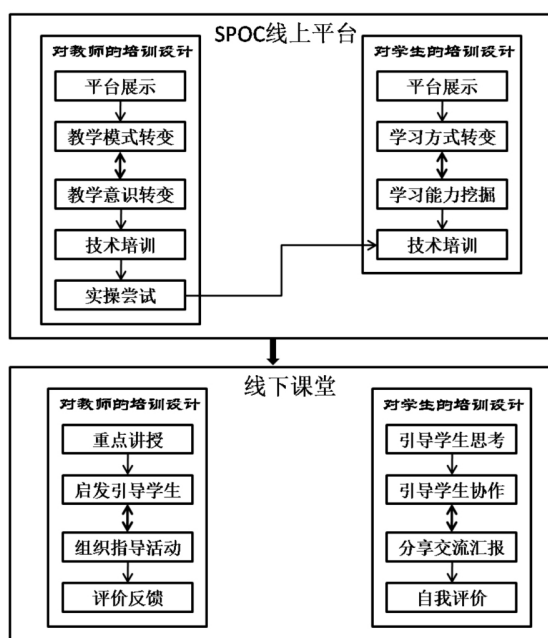 SPOC线上平台
对教师的培训设计
平台展示
教学模式转变
教学意识转变
技术培训
实操尝试
对学生的培训设计
平台展示
学习方式转变
学习能力挖掘
技术培训
线下课堂
对教师的培训设计
重点讲授
启发引导学生
组织指导活动
评价反馈
对学生的培训设计
引导学生思考
引导学生协作
分享交流汇报
自我评价